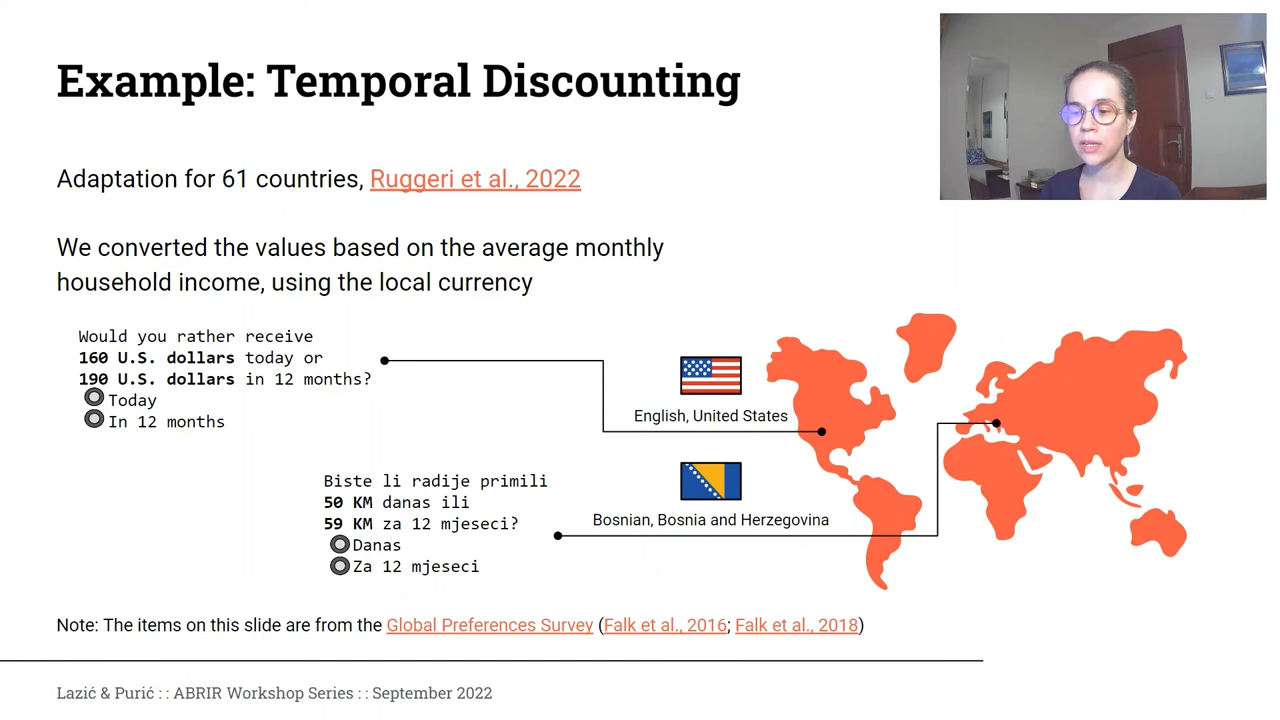 Example: Temporal Discounting
Adaptation for 61 countries, Ruggeri et al., 2022
We converted the values based on the average monthly
household income, using the local currency
Would you rather receive
160 U.S. dollars today or
190 U.S. dollars in 12 months?
Today
In 12 months
English, United States
Biste li radije primili
50 KM danas ili
59 KM za 12 mjeseci?
Danas
Za 12 mjeseci
Bosnian, Bosnia and Herzegovina
Note: The items on this slide are from the Global Preferences Survey (Falk et al., 2016; Falk et al., 2018)
Lazić & Purić : : ABRIR Workshop Series : : September 2022